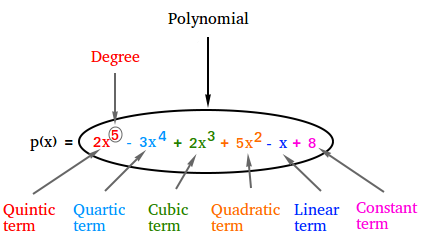 Polynomial
Degree
p(x) = 2x⁵ - 3x⁴ + 2x³ + 5x² - x + 8
Quintic term
Quartic term
Cubic term
Quadratic term
Linear term
Constant term